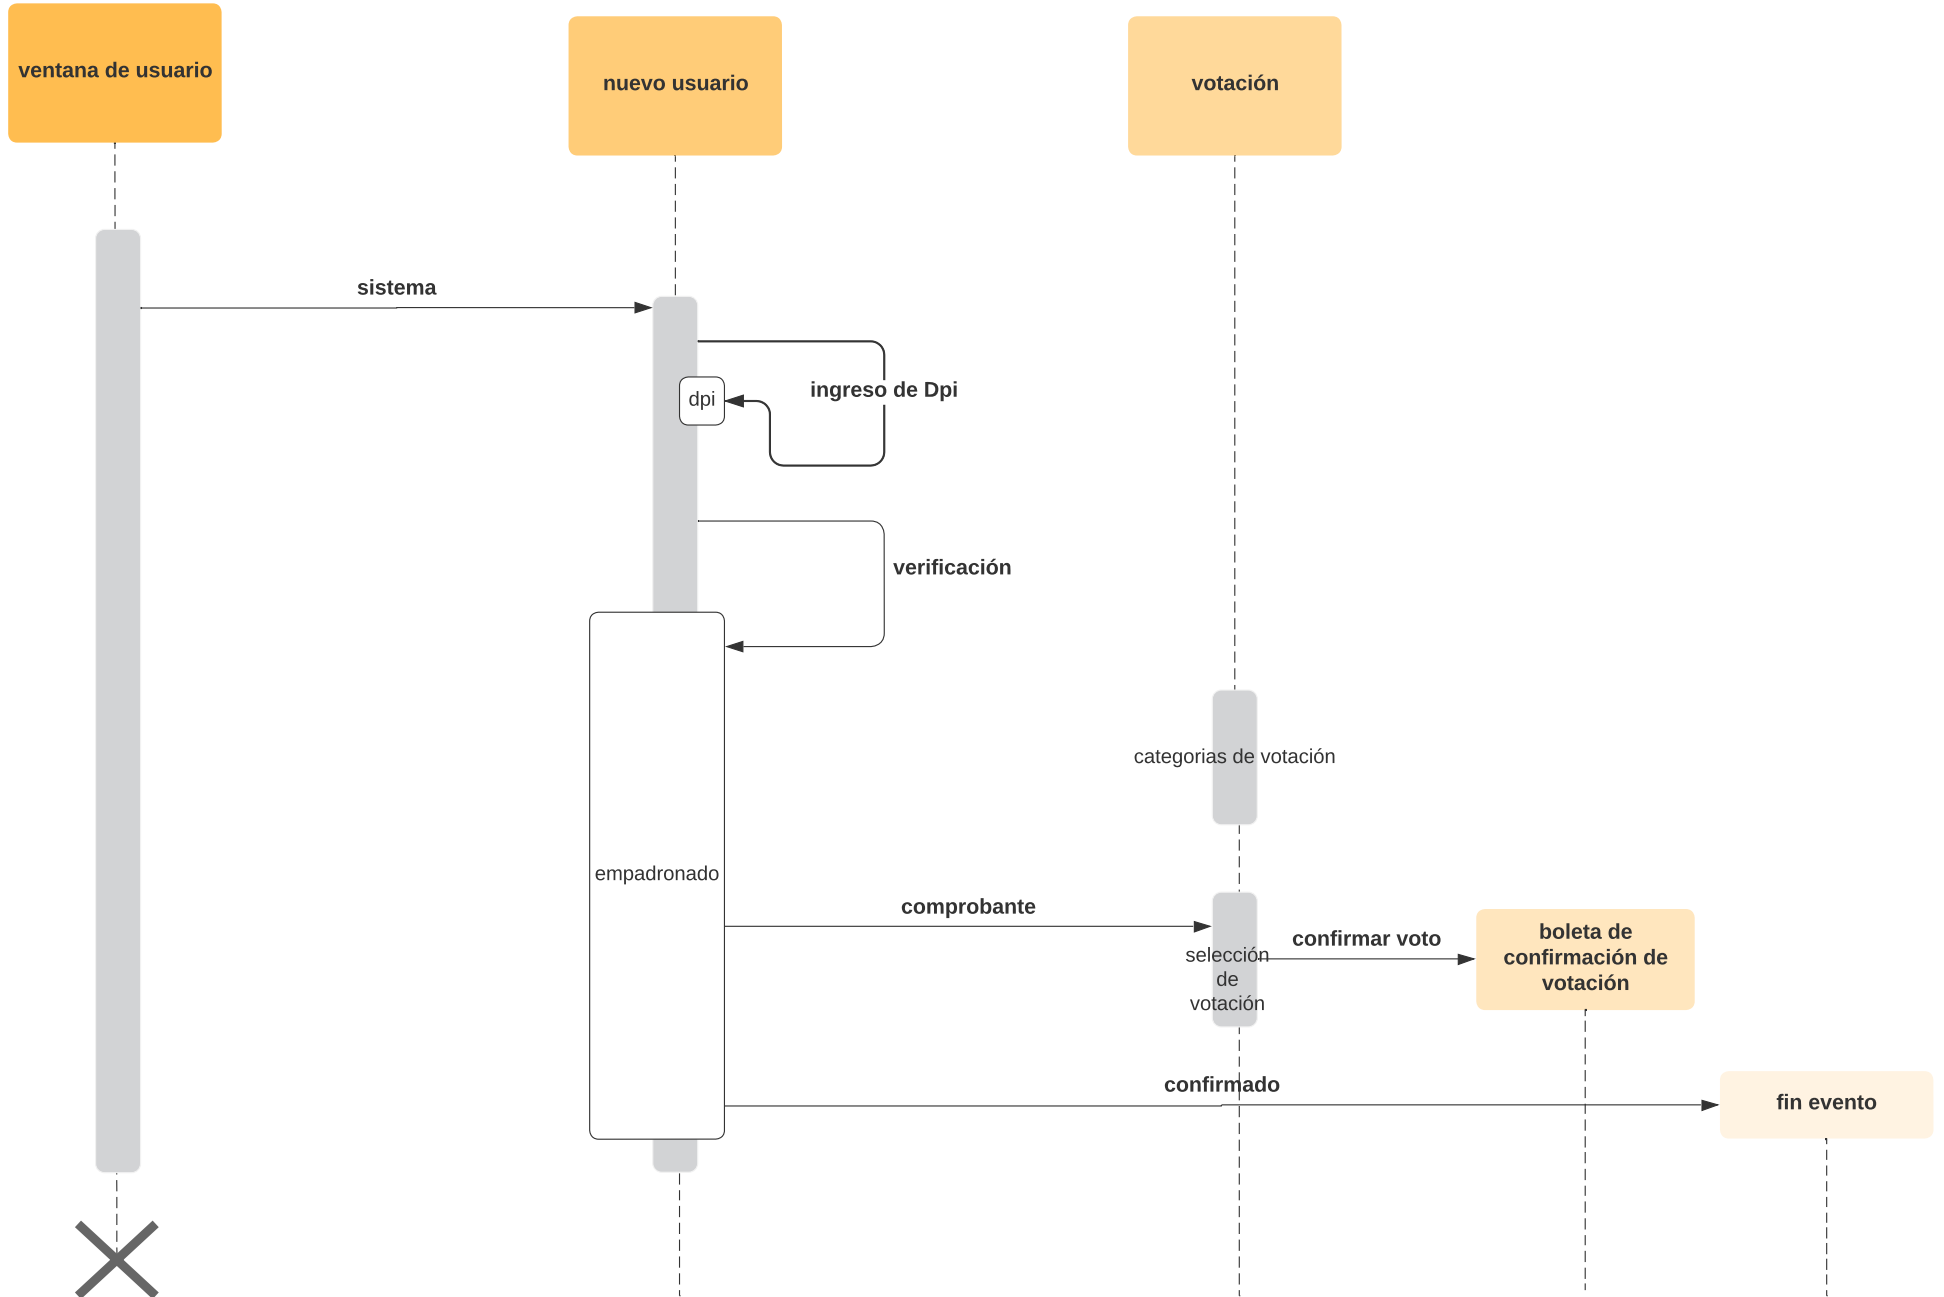 ventana de usuario
nuevo usuario
votación
sistema
ingreso de Dpi
dpi
verificación
categorias de votación
empadronado
comprobante
selección
de
votación
confirmar voto
boleta de
confirmación de
votación
confirmado
fin evento